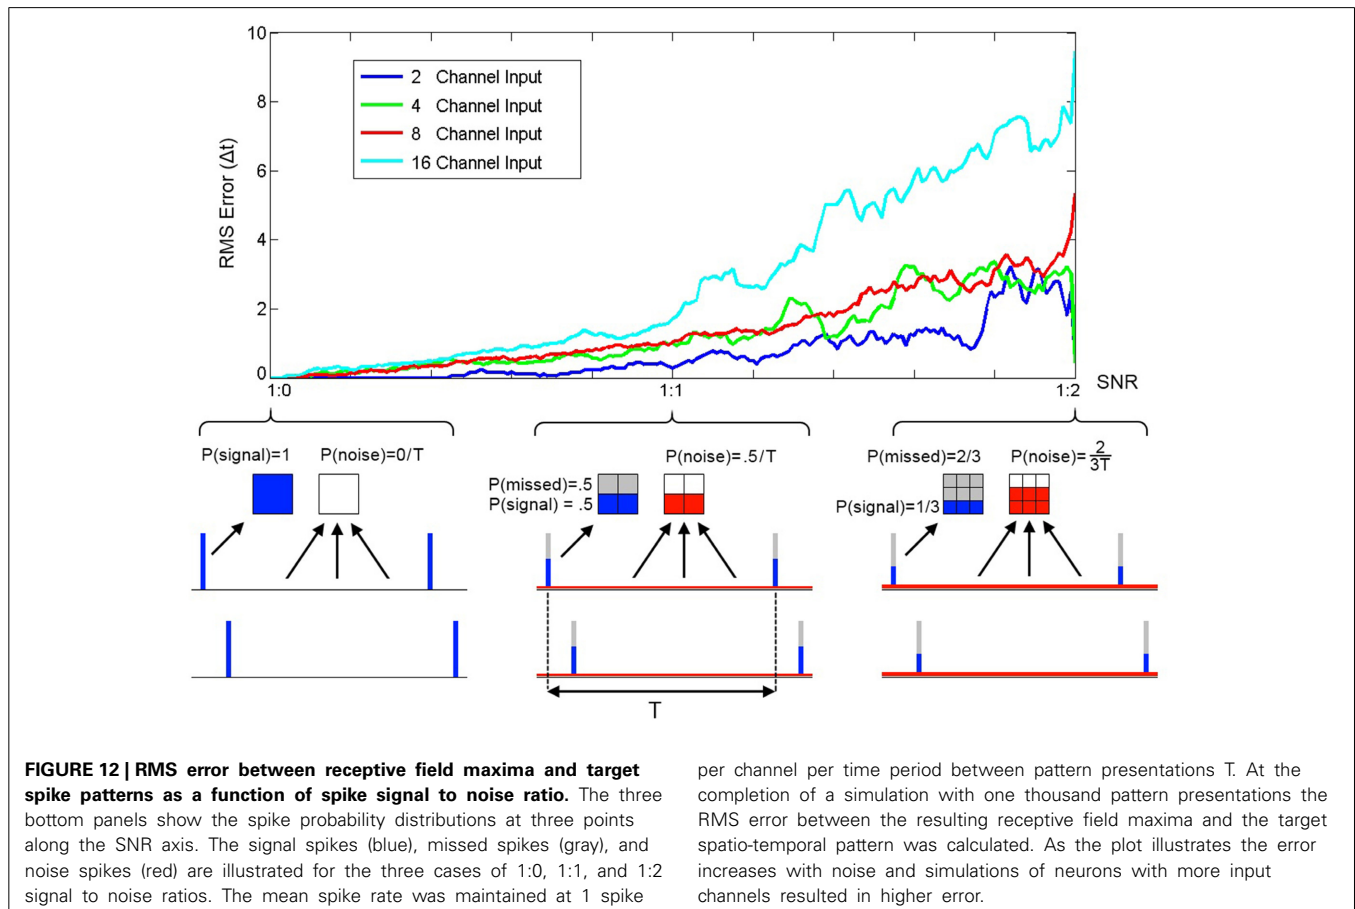 10
8
6
4
2
0
RMS Error (Δt)
2 Channel Input
4 Channel Input
8 Channel Input
16 Channel Input
1:0
1:1
1:2
SNR
P(signal)=1
P(noise)=0/T
P(missed)=.5
P(signal) = .5
P(noise)=.5/T
P(missed)=2/3
P(signal)=1/3
P(noise)=2/3T
T
FIGURE 12 | RMS error between receptive field maxima and target
spike patterns as a function of spike signal to noise ratio. The three
bottom panels show the spike probability distributions at three points
along the SNR axis. The signal spikes (blue), missed spikes (gray), and
noise spikes (red) are illustrated for the three cases of 1:0, 1:1, and 1:2
signal to noise ratios. The mean spike rate was maintained at 1 spike
per channel per time period between pattern presentations T. At the
completion of a simulation with one thousand pattern presentations the
RMS error between the resulting receptive field maxima and the target
spatio-temporal pattern was calculated. As the plot illustrates the error
increases with noise and simulations of neurons with more input
channels resulted in higher error.